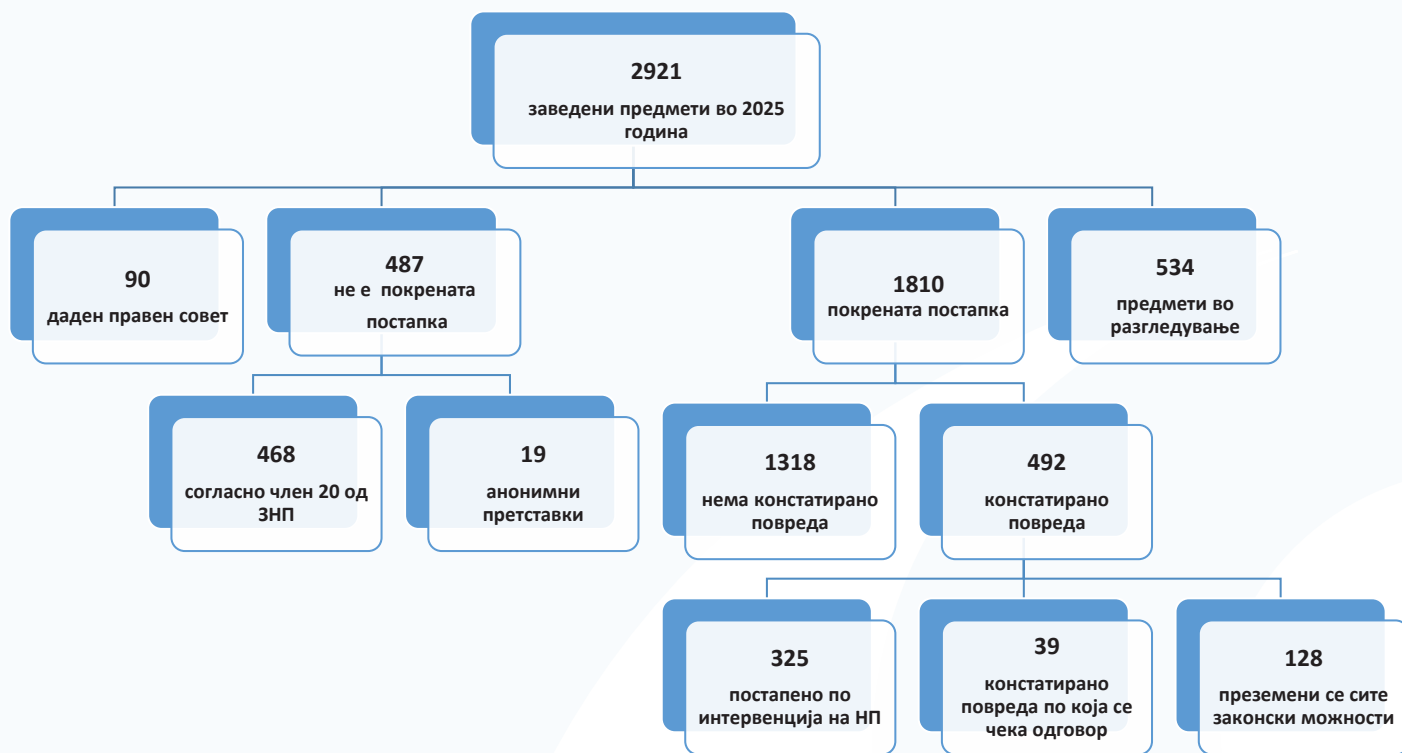 2921
заведени предмети во 2025
година
90
даден правен совет
487
не е покрената
постапка
1810
покрената постапка
534
предмети во
разгледување
468
согласно член 20 од
ЗНП
19
анонимни
претставки
1318
нема констатирано
повреда
492
констатирано
повреда
325
постапено по
интервенција на НП
39
констатирано
повреда по која се
чека одговор
128
преземени се сите
законски можности